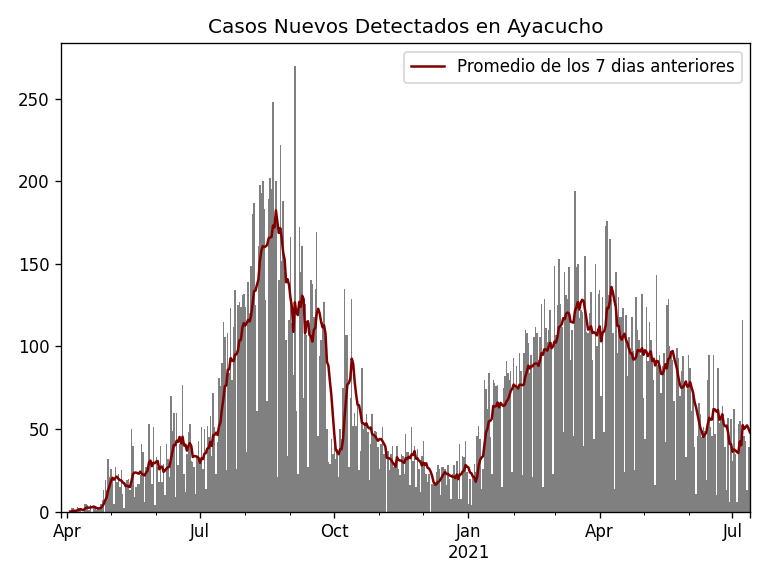 Casos Nuevos Detectados en Ayacucho
Promedio de los 7 dias anteriores
250
200
150
100
50
0
Apr Jul Oct Jan Apr Jul
2021